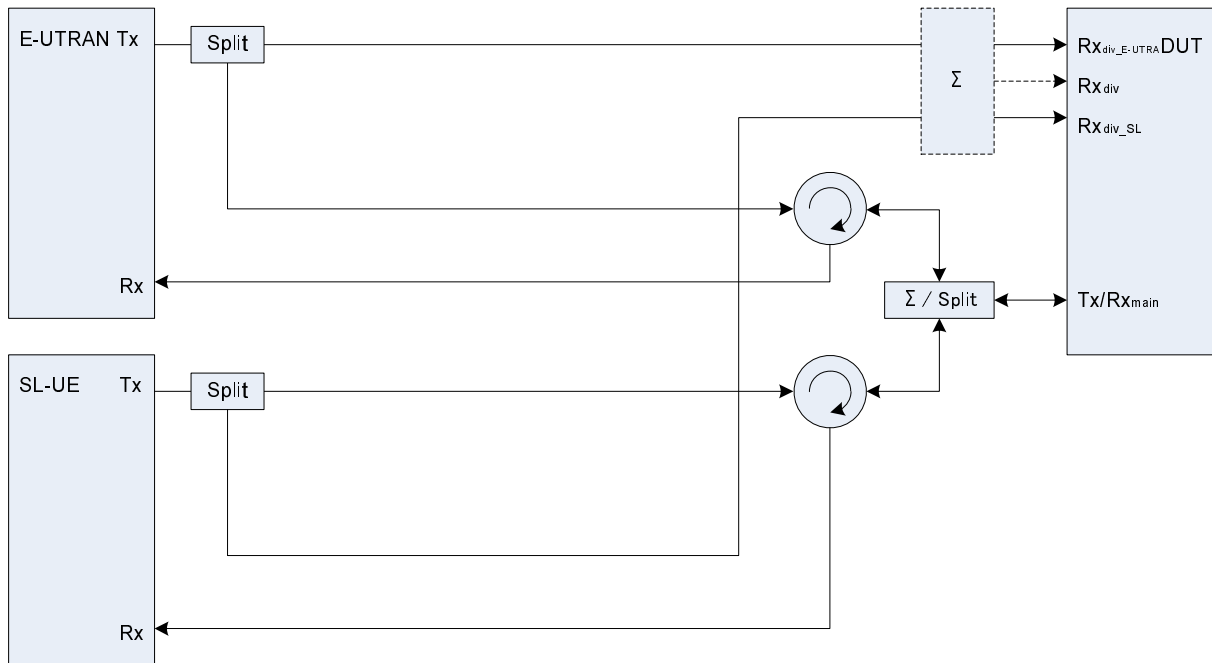 E-UTRAN Tx
Split
Σ
Rxdiv_E-UTRA DUT
Rxdiv
Rxdiv_SL
Rx
Σ / Split
Tx/Rxmain
SL-UE Tx
Split
Rx